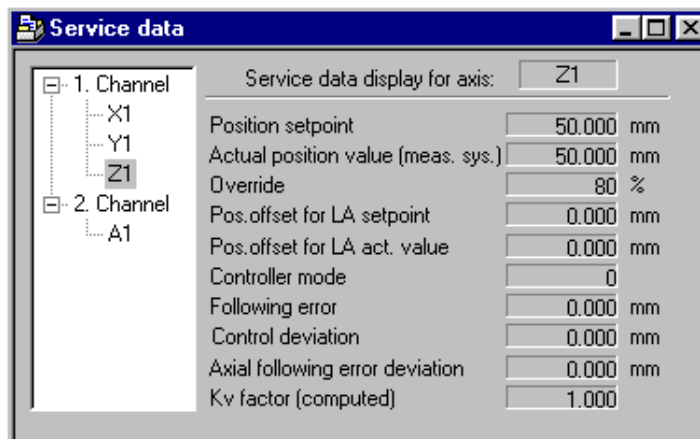 Service data
1. Channel
X1
Y1
Z1
2. Channel
A1
Service data display for axis: Z1
Position setpoint 50.000 mm
Actual position value (meas. sys.) 50.000 mm
Override 80 %
Pos.offset for LA setpoint 0.000 mm
Pos.offset for LA act. value 0.000 mm
Controller mode 0
Following error 0.000 mm
Control deviation 0.000 mm
Axial following error deviation 0.000 mm
Kv factor (computed) 1.000